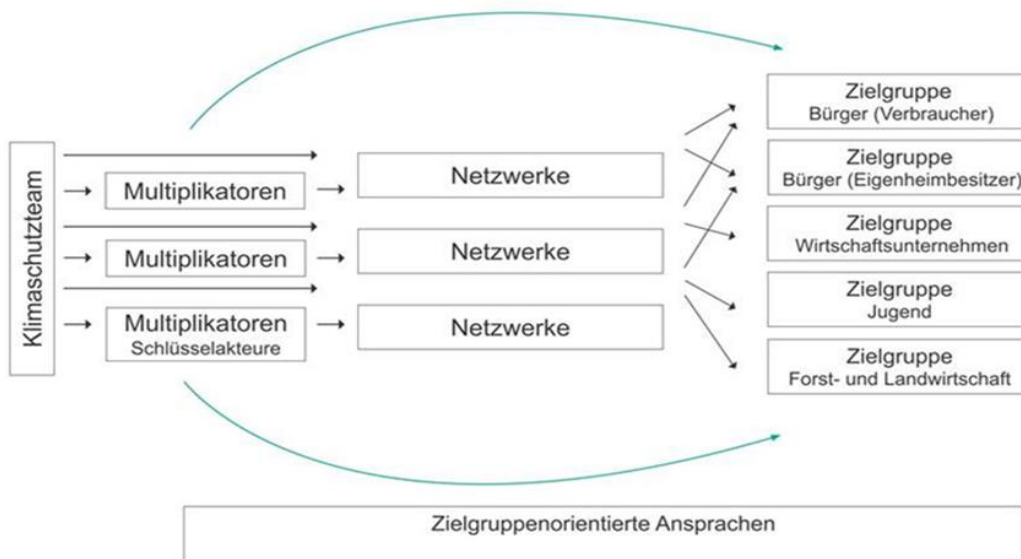 Klimaschutzteam
Multiplikatoren
Multiplikatoren
Multiplikatoren
Schlüsselakteure
Netzwerke
Netzwerke
Netzwerke
Zielgruppe
Bürger (Verbraucher)
Zielgruppe
Bürger (Eigenheimbesitzer)
Zielgruppe
Wirtschaftsunternehmen
Zielgruppe
Jugend
Zielgruppe
Forst- und Landwirtschaft
Zielgruppenorientierte Ansprachen